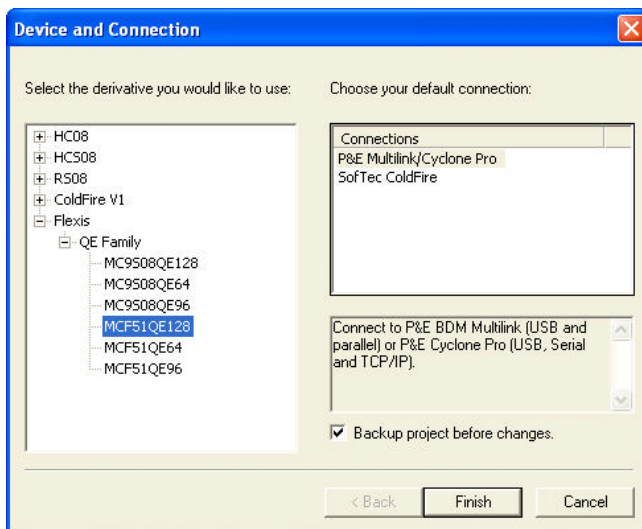 Device and Connection
Select the derivative you would like to use:
HC08
HCS08
RS08
ColdFire V1
Flexis
QE Family
MC9S08QE128
MC9S08QE64
MC9S08QE96
MCF51QE128
MCF51QE64
MCF51QE96
Choose your default connection:
Connections
P&E Multilink/Cyclone Pro
SofTec ColdFire
Connect to P&E BDM Multilink (USB and
parallel) or P&E Cyclone Pro (USB, Serial
and TCP/IP).
Backup project before changes.
< Back
Finish
Cancel